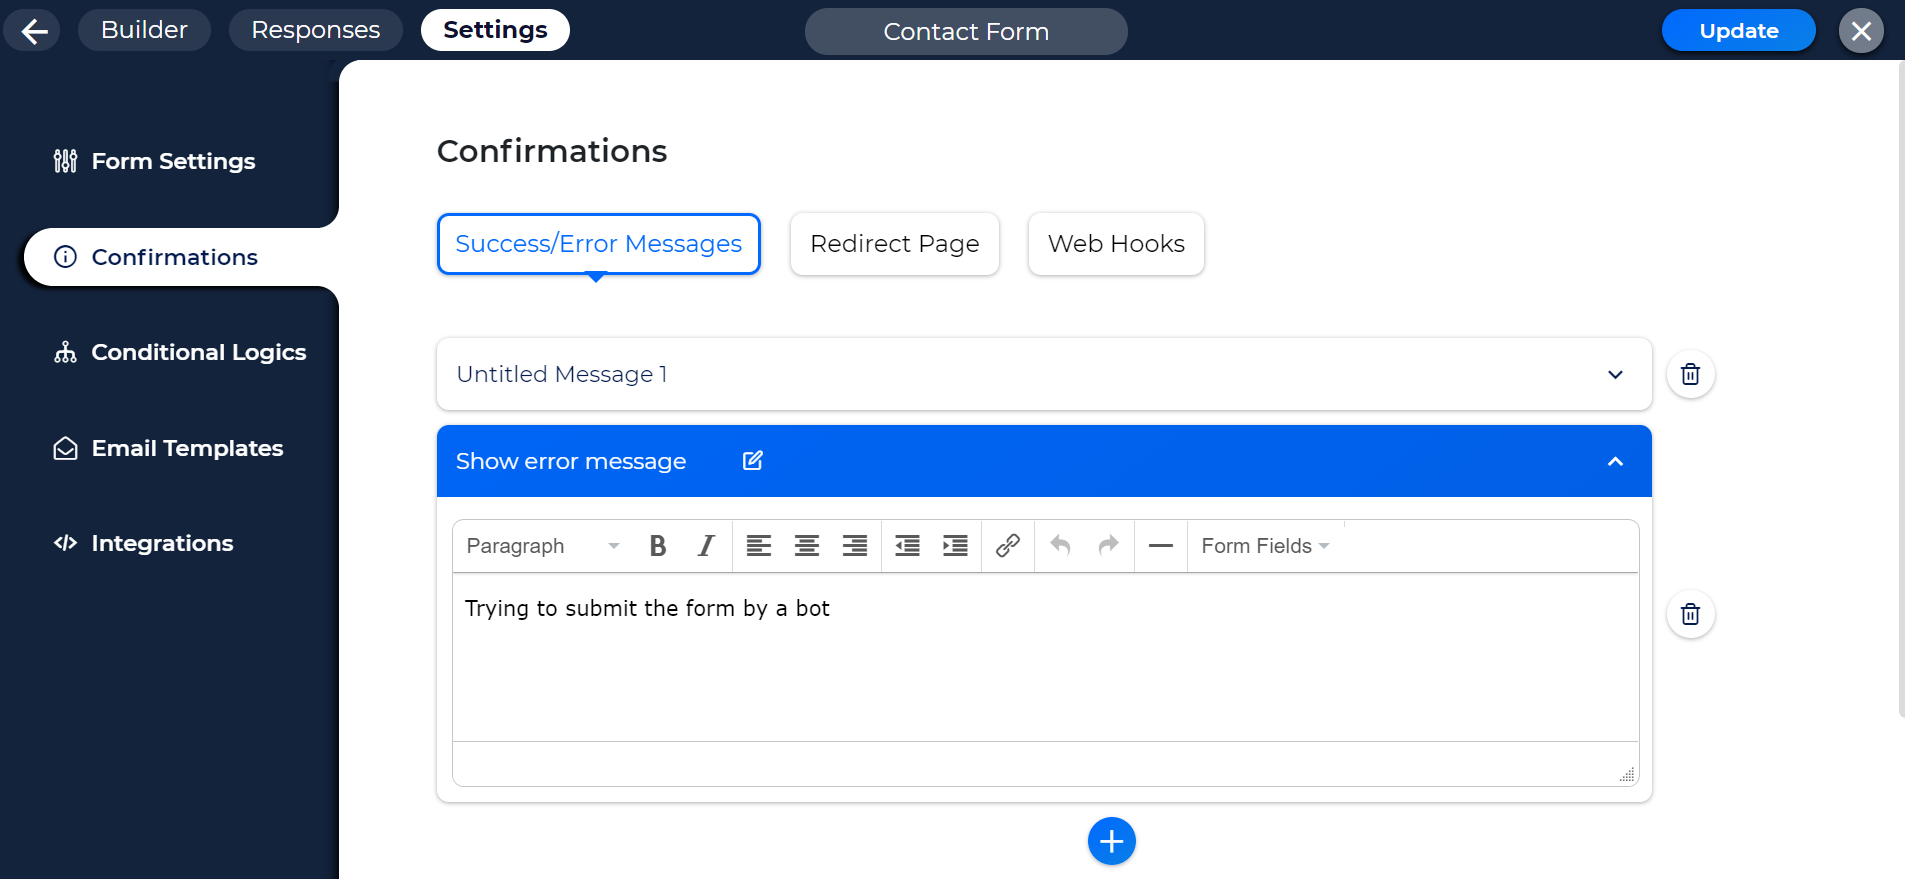 Builder
Responses
Settings
Contact Form
Update
Form Settings
Confirmations
Conditional Logics
Email Templates
Integrations
Confirmations
Success/Error Messages
Redirect Page
Web Hooks
Untitled Message 1
Show error message
Paragraph
B
I
Form Fields
Trying to submit the form by a bot